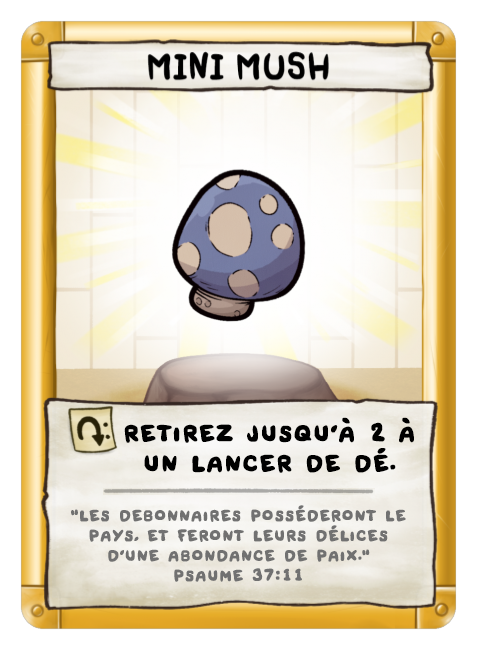 MINI MUSH
RETIREZ JUSQU'À 2 À
UN LANCER DE DÉ.
"LES DEBONNAIRES POSSÉDERONT LE
PAYS, ET FERONT LEURS DÉLICES
D'UNE ABONDANCE DE PAIX."
PSAUME 37:11